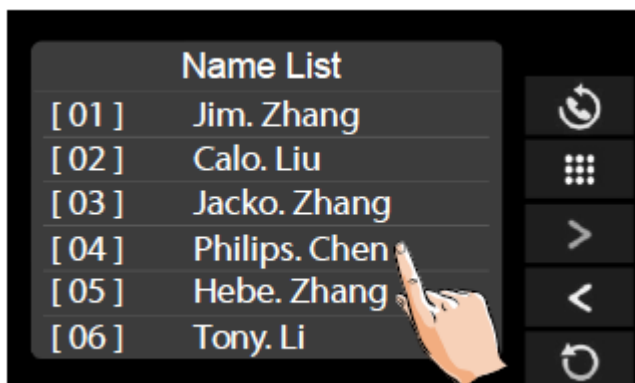 Name List
[ 01 ] Jim. Zhang
[ 02 ] Calo. Liu
[ 03 ] Jacko. Zhang
[ 04 ] Philips. Chen
[ 05 ] Hebe. Zhang
[ 06 ] Tony. Li